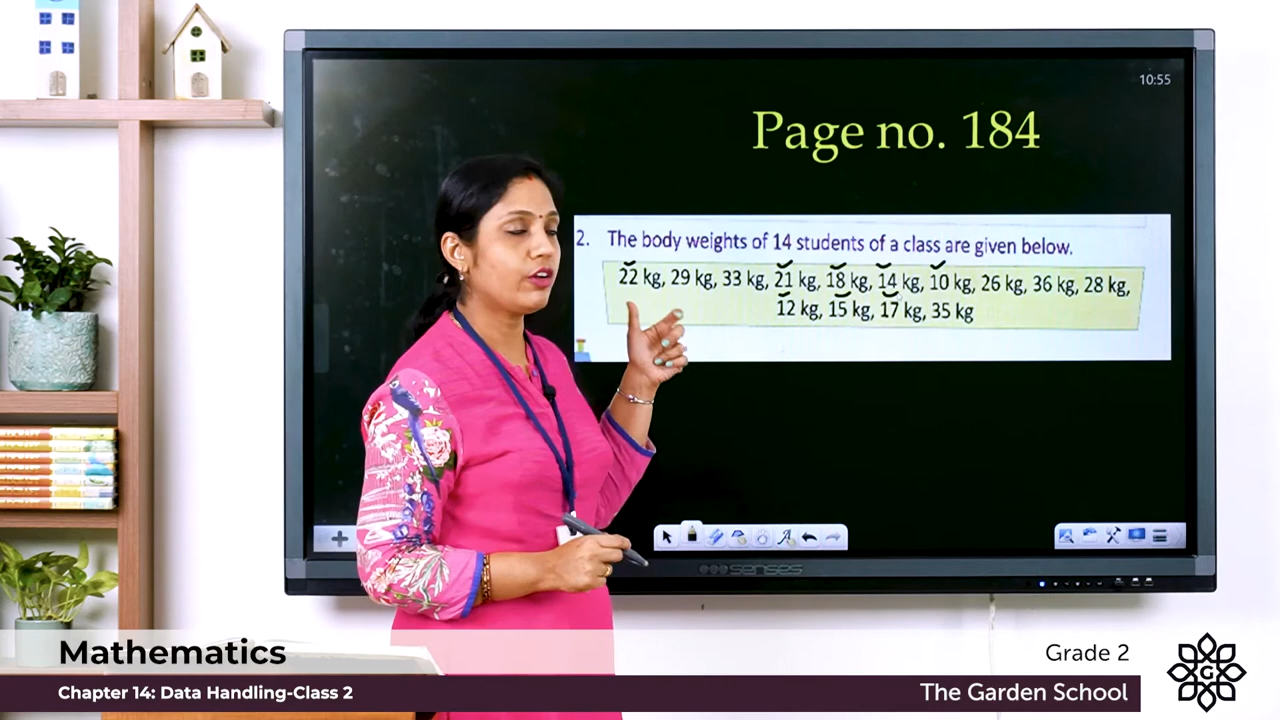 10:55
Page no. 184
2. The body weights of 14 students of a class are given below.
22 kg, 29 kg, 33 kg, 21 kg, 18 kg, 14 kg, 10 kg, 26 kg, 36 kg, 28 kg,
12 kg, 15 kg, 17 kg, 35 kg
senses
Mathematics
Grade 2
Chapter 14: Data Handling-Class 2
The Garden School
G